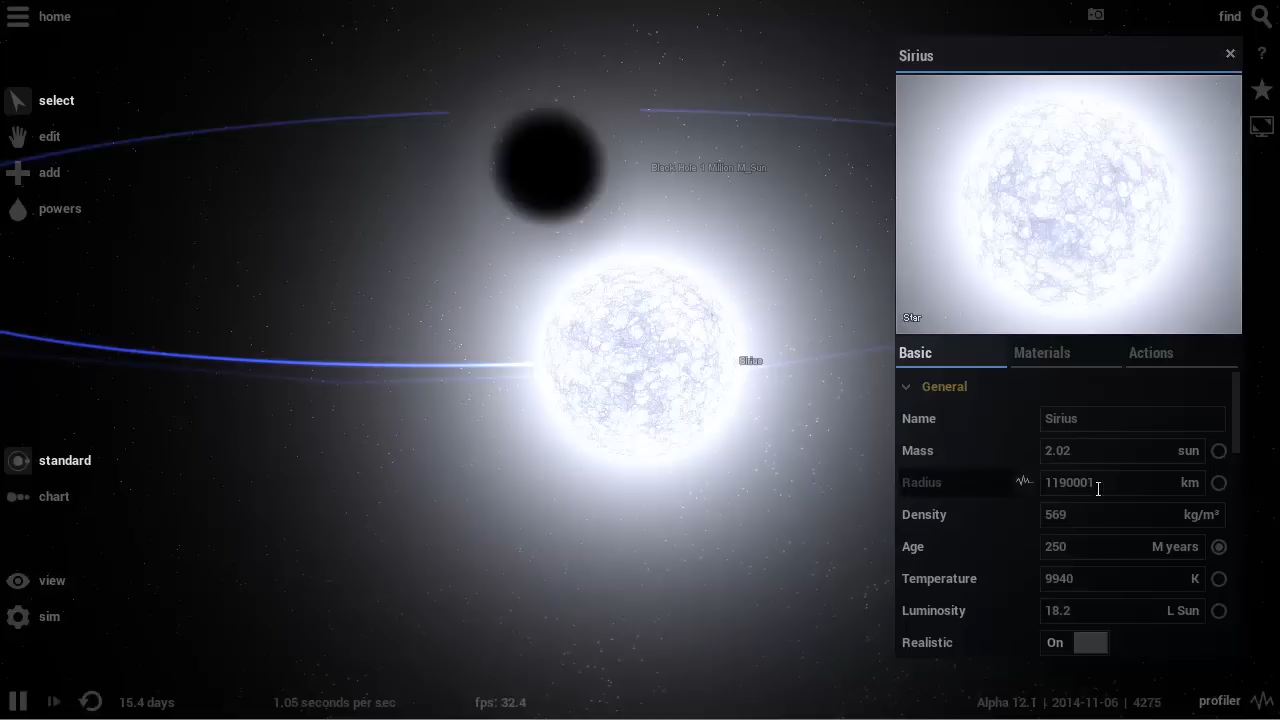 home
find
Sirius
?
select
edit
add
Black Hole 1 Million M_Sun
powers
Star
Sirius
Basic Materials Actions
General
Name Sirius
Mass 2.02 sun
standard
Radius 1190001 km
chart
Density 569 kg/m³
Age 250 M years
Temperature 9940 K
view
Luminosity 18.2 L Sun
sim
Realistic On
15.4 days 1.05 seconds per sec fps: 32.4 Alpha 12.1 | 2014-11-06 | 4275 profiler